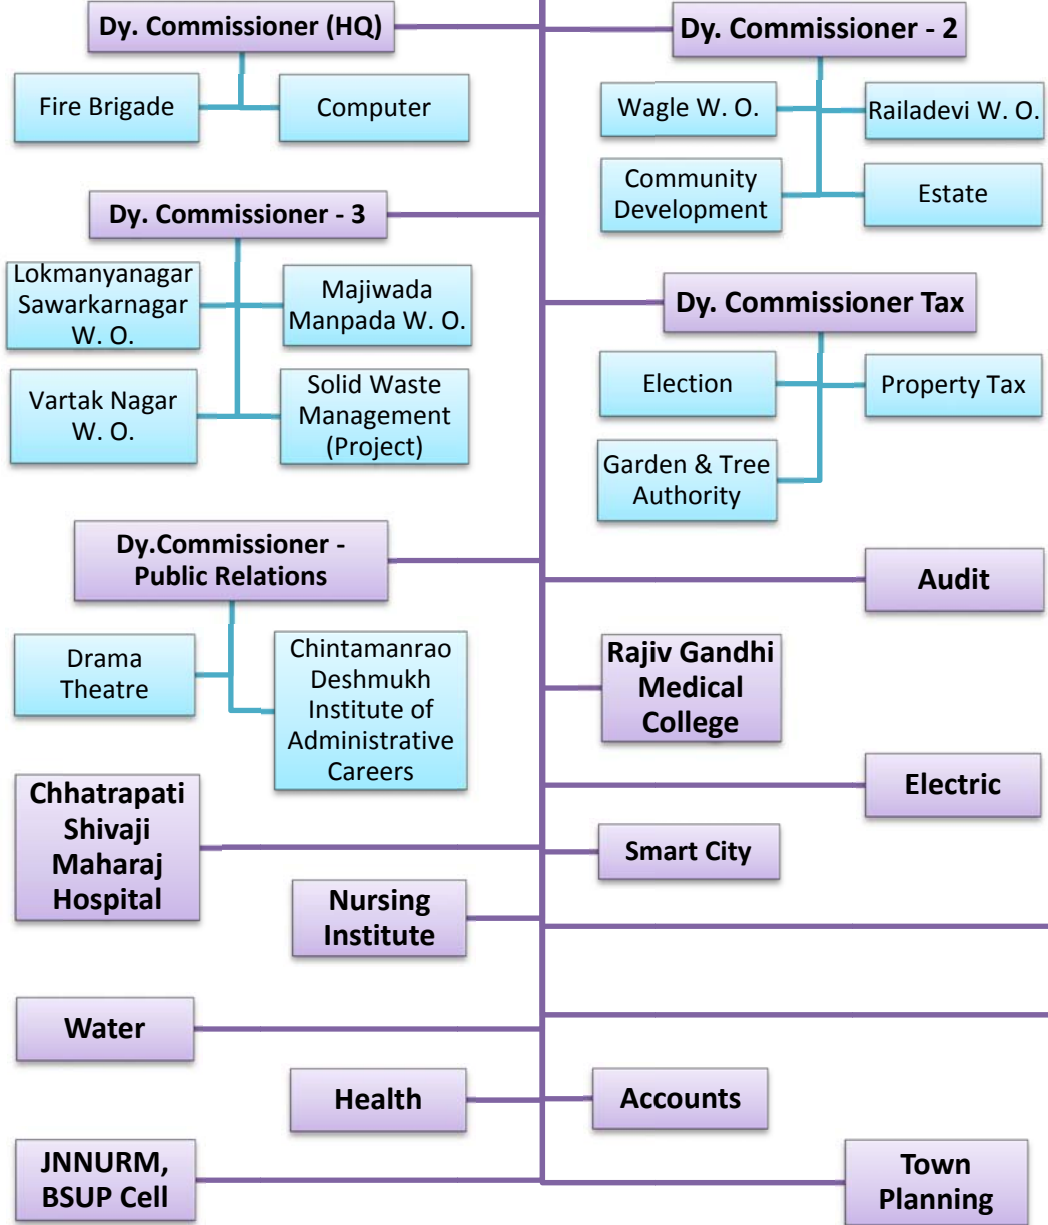 Dy. Commissioner (HQ)
Fire Brigade
Computer
Dy. Commissioner - 2
Wagle W. O.
Railadevi W. O.
Community
Development
Estate
Dy. Commissioner - 3
Lokmanyanagar
Sawarkarnagar
W. O.
Majiwada
Manpada W. O.
Vartak Nagar
W. O.
Solid Waste
Management
(Project)
Dy. Commissioner Tax
Election
Property Tax
Garden & Tree
Authority
Dy.Commissioner -
Public Relations
Drama
Theatre
Chintamanrao
Deshmukh
Institute of
Administrative
Careers
Audit
Rajiv Gandhi
Medical
College
Electric
Chhatrapati
Shivaji
Maharaj
Hospital
Smart City
Nursing
Institute
Water
Health
Accounts
JNNURM,
BSUP Cell
Town
Planning